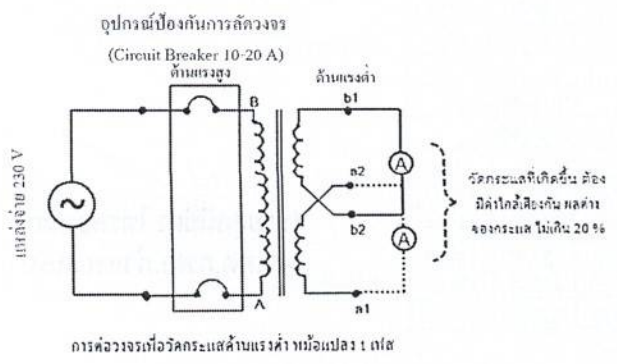 อุปกรณ์ป้องกันการลัดวงจร
(Circuit Breaker 10-20 A)
ด้านแรงสูง
ด้านแรงต่ำ
B
b1
A
a2
b2
A
a1
A
แหล่งจ่าย 230 V
วัดกระแสที่เกิดขึ้น ต้อง
มีค่าใกล้เคียงกัน ผลต่าง
ของกระแส ไม่เกิน 20 %
การต่อวงจรเพื่อวัดกระแสด้านแรงต่ำ หม้อแปลง 1 เฟส